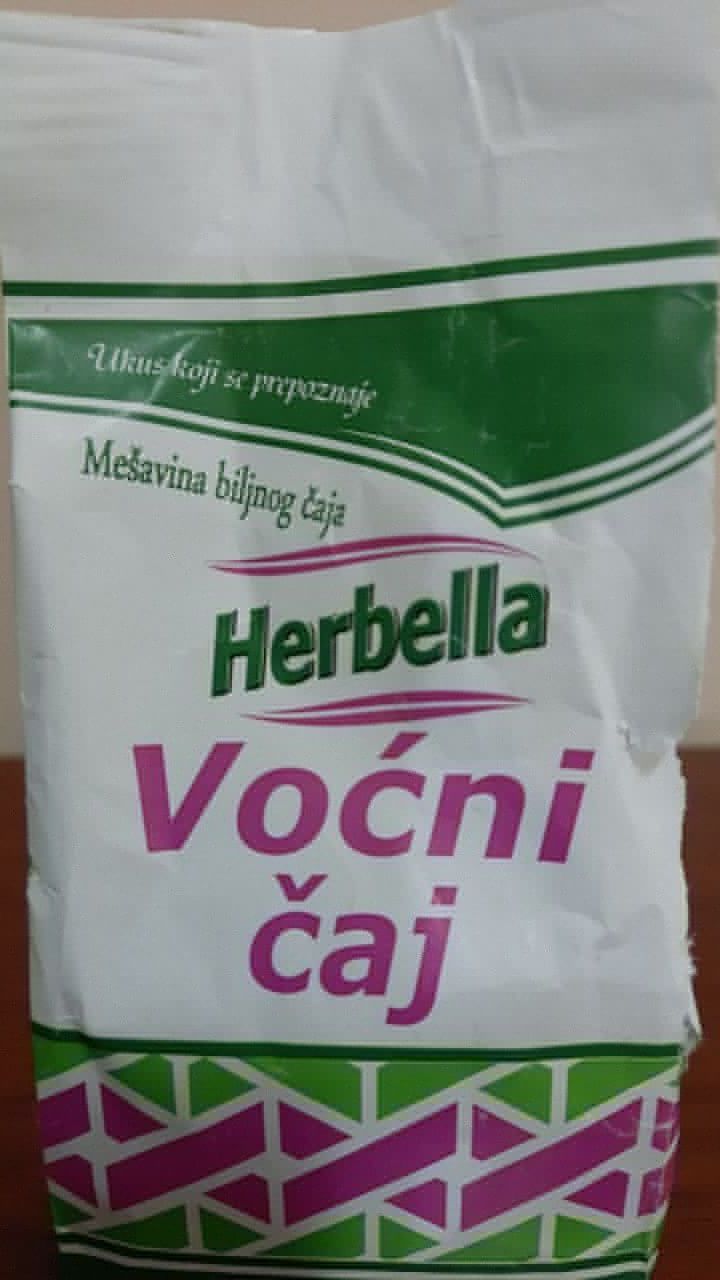 Ukus koji se prepoznaje
Mešavina biljnog čaja
Herbella
Voćni
čaj